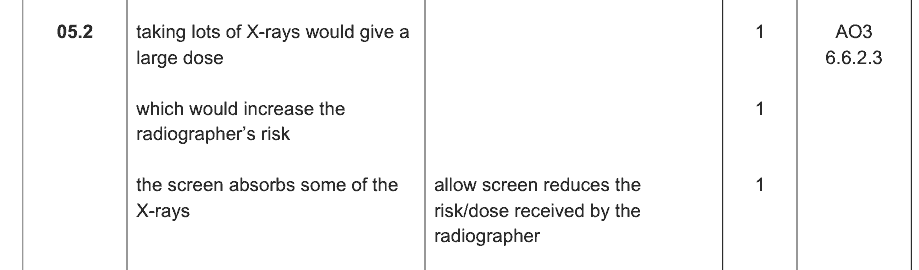 05.2 taking lots of X-rays would give a 1 AO3
large dose 6.6.2.3
which would increase the 1
radiographer's risk
the screen absorbs some of the allow screen reduces the 1
X-rays risk/dose received by the
radiographer